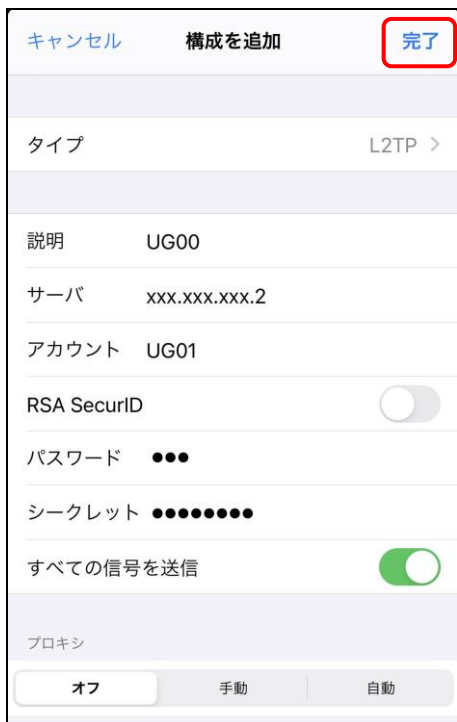 キャンセル 構成を追加 完了
タイプ L2TP >
説明 UG00
サーバ xxx.xxx.xxx.2
アカウント UG01
RSA SecurID
パスワード ●●●
シークレット ●●●●●●●●
すべての信号を送信
プロキシ
オフ 手動 自動